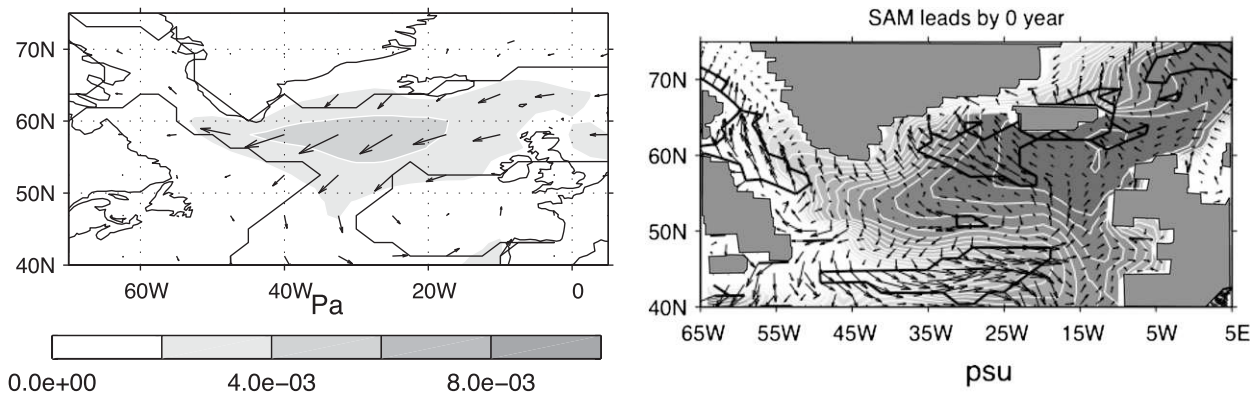 70N
60N
50N
40N
60W
40W
20W
0
Pa
0.0e+00
4.0e−03
8.0e−03
SAM leads by 0 year
70N
60N
50N
40N
65W
55W
45W
35W
25W
15W
5W
5E
psu